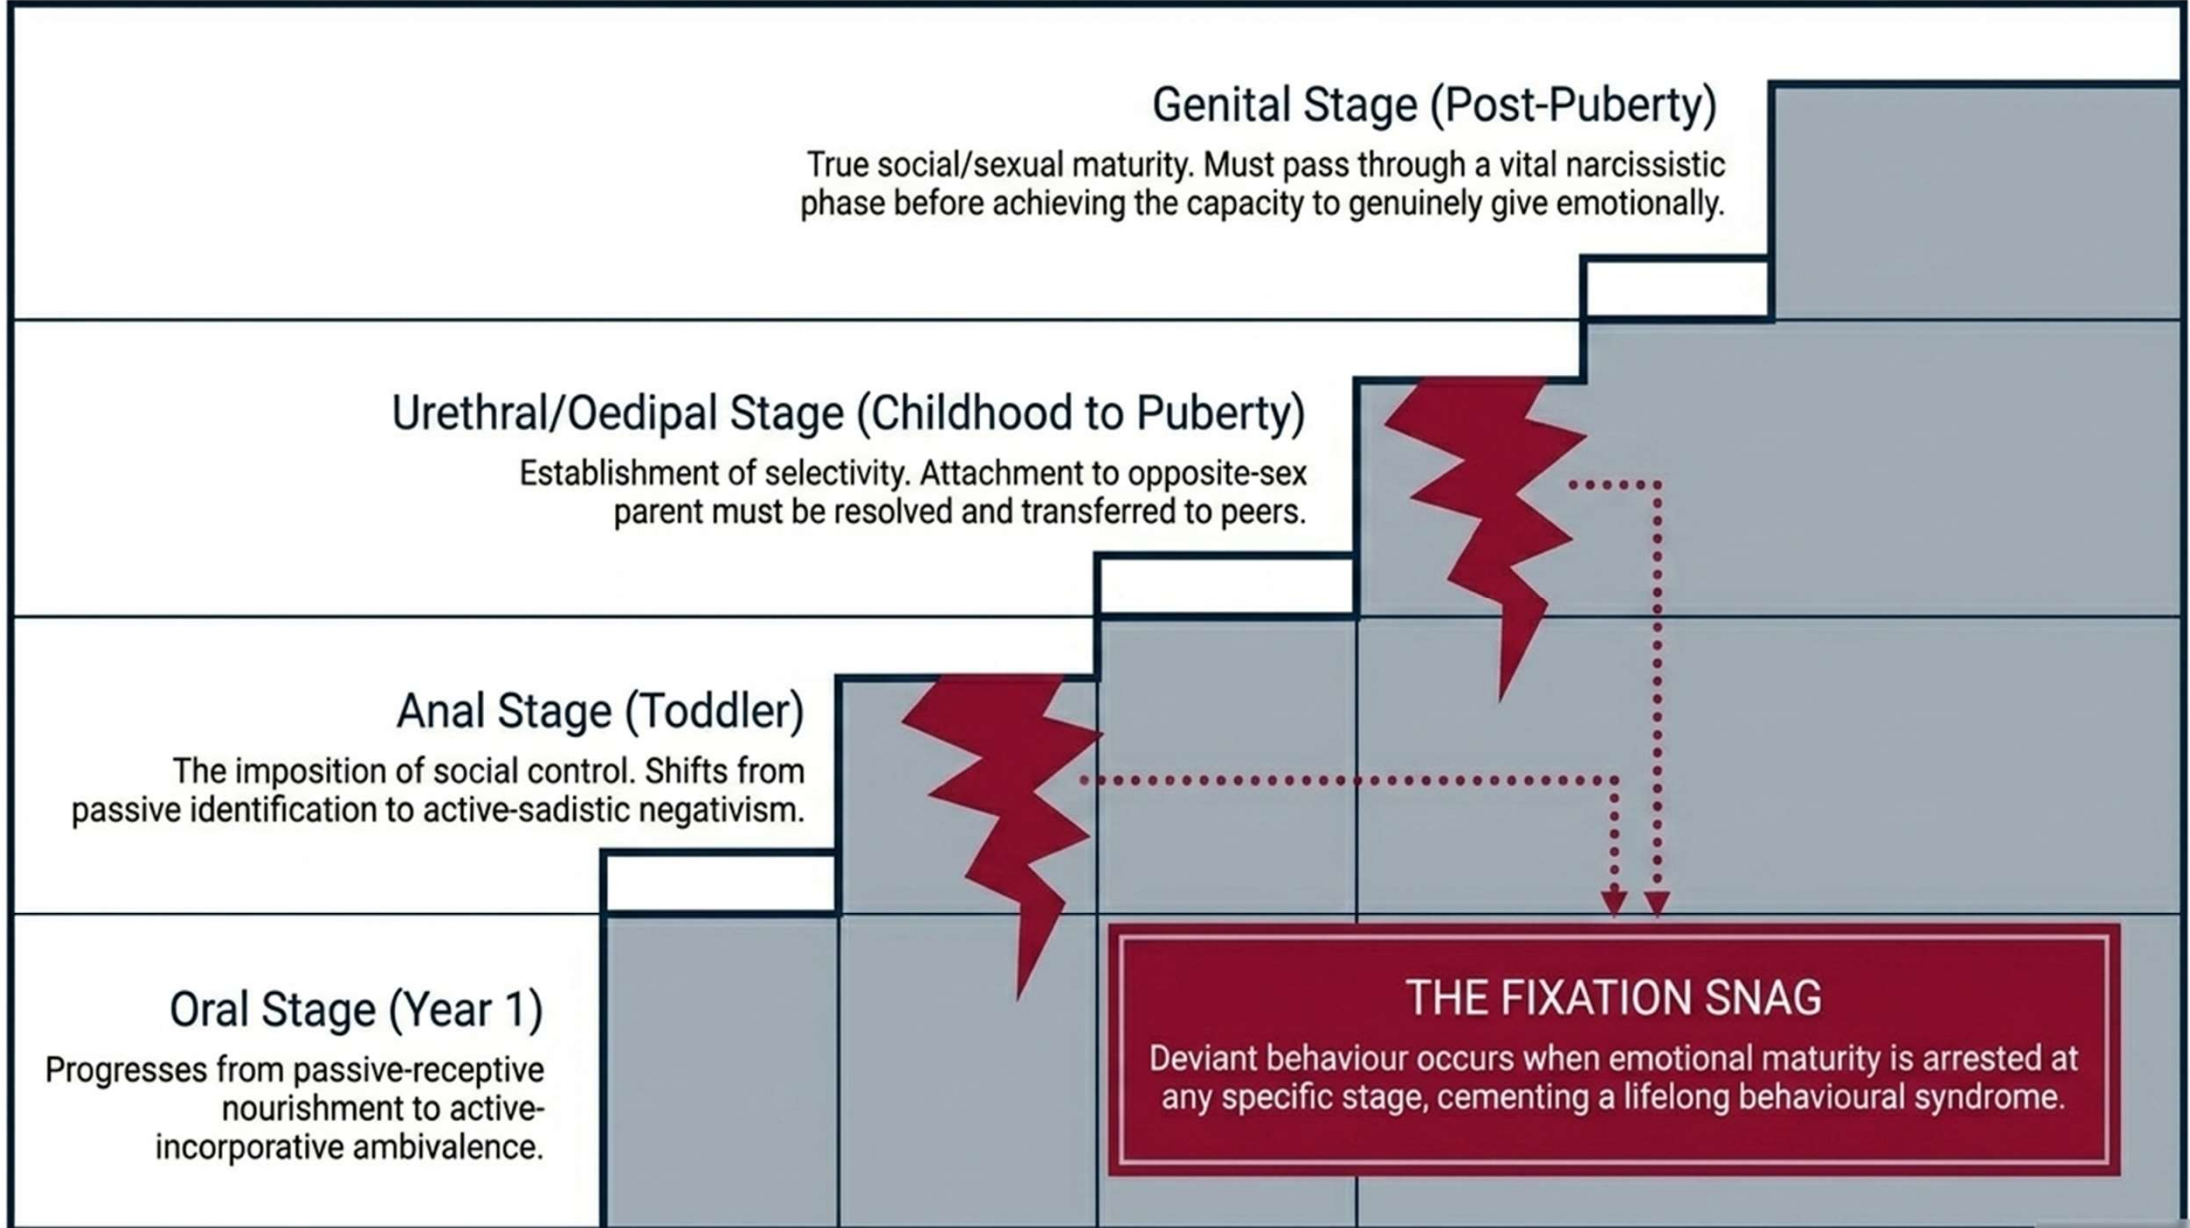 Genital Stage (Post-Puberty)
True social/sexual maturity. Must pass through a vital narcissistic
phase before achieving the capacity to genuinely give emotionally.
Urethral/Oedipal Stage (Childhood to Puberty)
Establishment of selectivity. Attachment to opposite-sex
parent must be resolved and transferred to peers.
Anal Stage (Toddler)
The imposition of social control. Shifts from
passive identification to active-sadistic negativism.
Oral Stage (Year 1)
Progresses from passive-receptive
nourishment to active-
incorporative ambivalence.
THE FIXATION SNAG
Deviant behaviour occurs when emotional maturity is arrested at
any specific stage, cementing a lifelong behavioural syndrome.